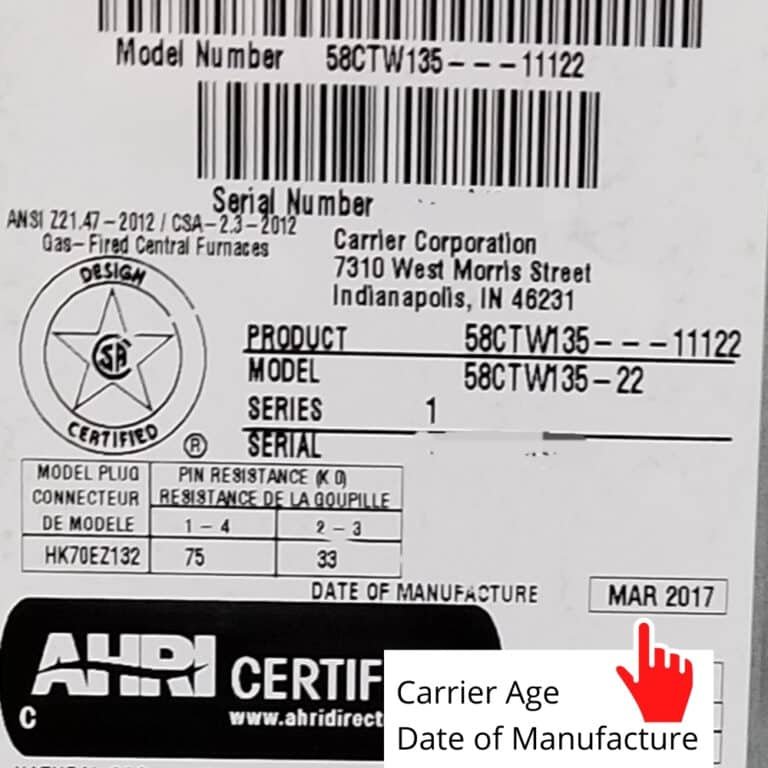 Model Number 58CTW135---11122
Serial Number
ANSI Z21.47-2012 / CSA-2.3-2012
Gas-Fired Central Furnaces
Carrier Corporation
7310 West Morris Street
Indianapolis, IN 46231
DESIGN
SA
CERTIFIED
®
PRODUCT 58CTW135---11122
MODEL 58CTW135-22
SERIES 1
SERIAL
MODEL PLUG PIN RESISTANCE (K Ω)
CONNECTEUR RESISTANCE DE LA GOUPILLE
DE MODELE 1-4 2-3
HK70EZ132 75 33
DATE OF MANUFACTURE MAR 2017
AHRI CERTIF
C
www.ahridirect
Carrier Age
Date of Manufacture